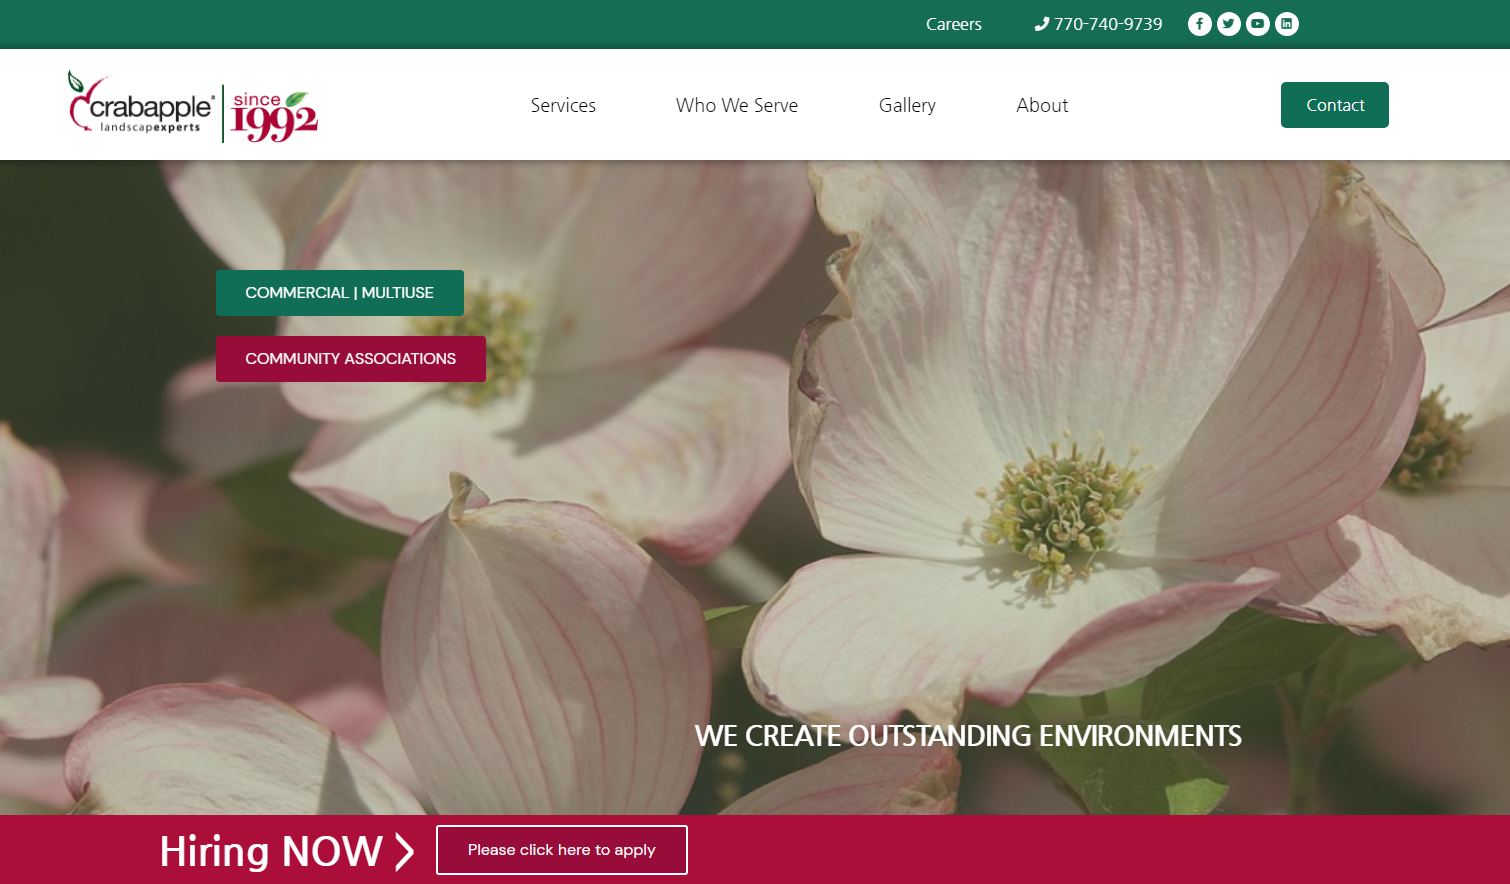 Careers
770-740-9739
crabapple®
landscapexperts
since
1992
Services
Who We Serve
Gallery
About
Contact
COMMERCIAL | MULTIUSE
COMMUNITY ASSOCIATIONS
WE CREATE OUTSTANDING ENVIRONMENTS
Hiring NOW
Please click here to apply